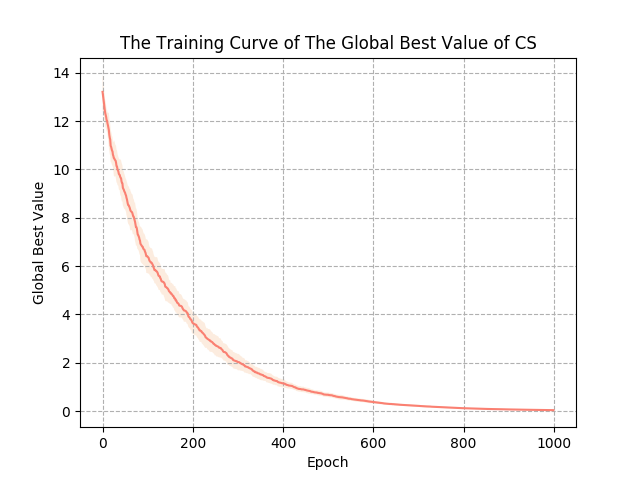 The Training Curve of The Global Best Value of CS
14
12
10
8
6
4
2
0
Global Best Value
0 200 400 600 800 1000
Epoch